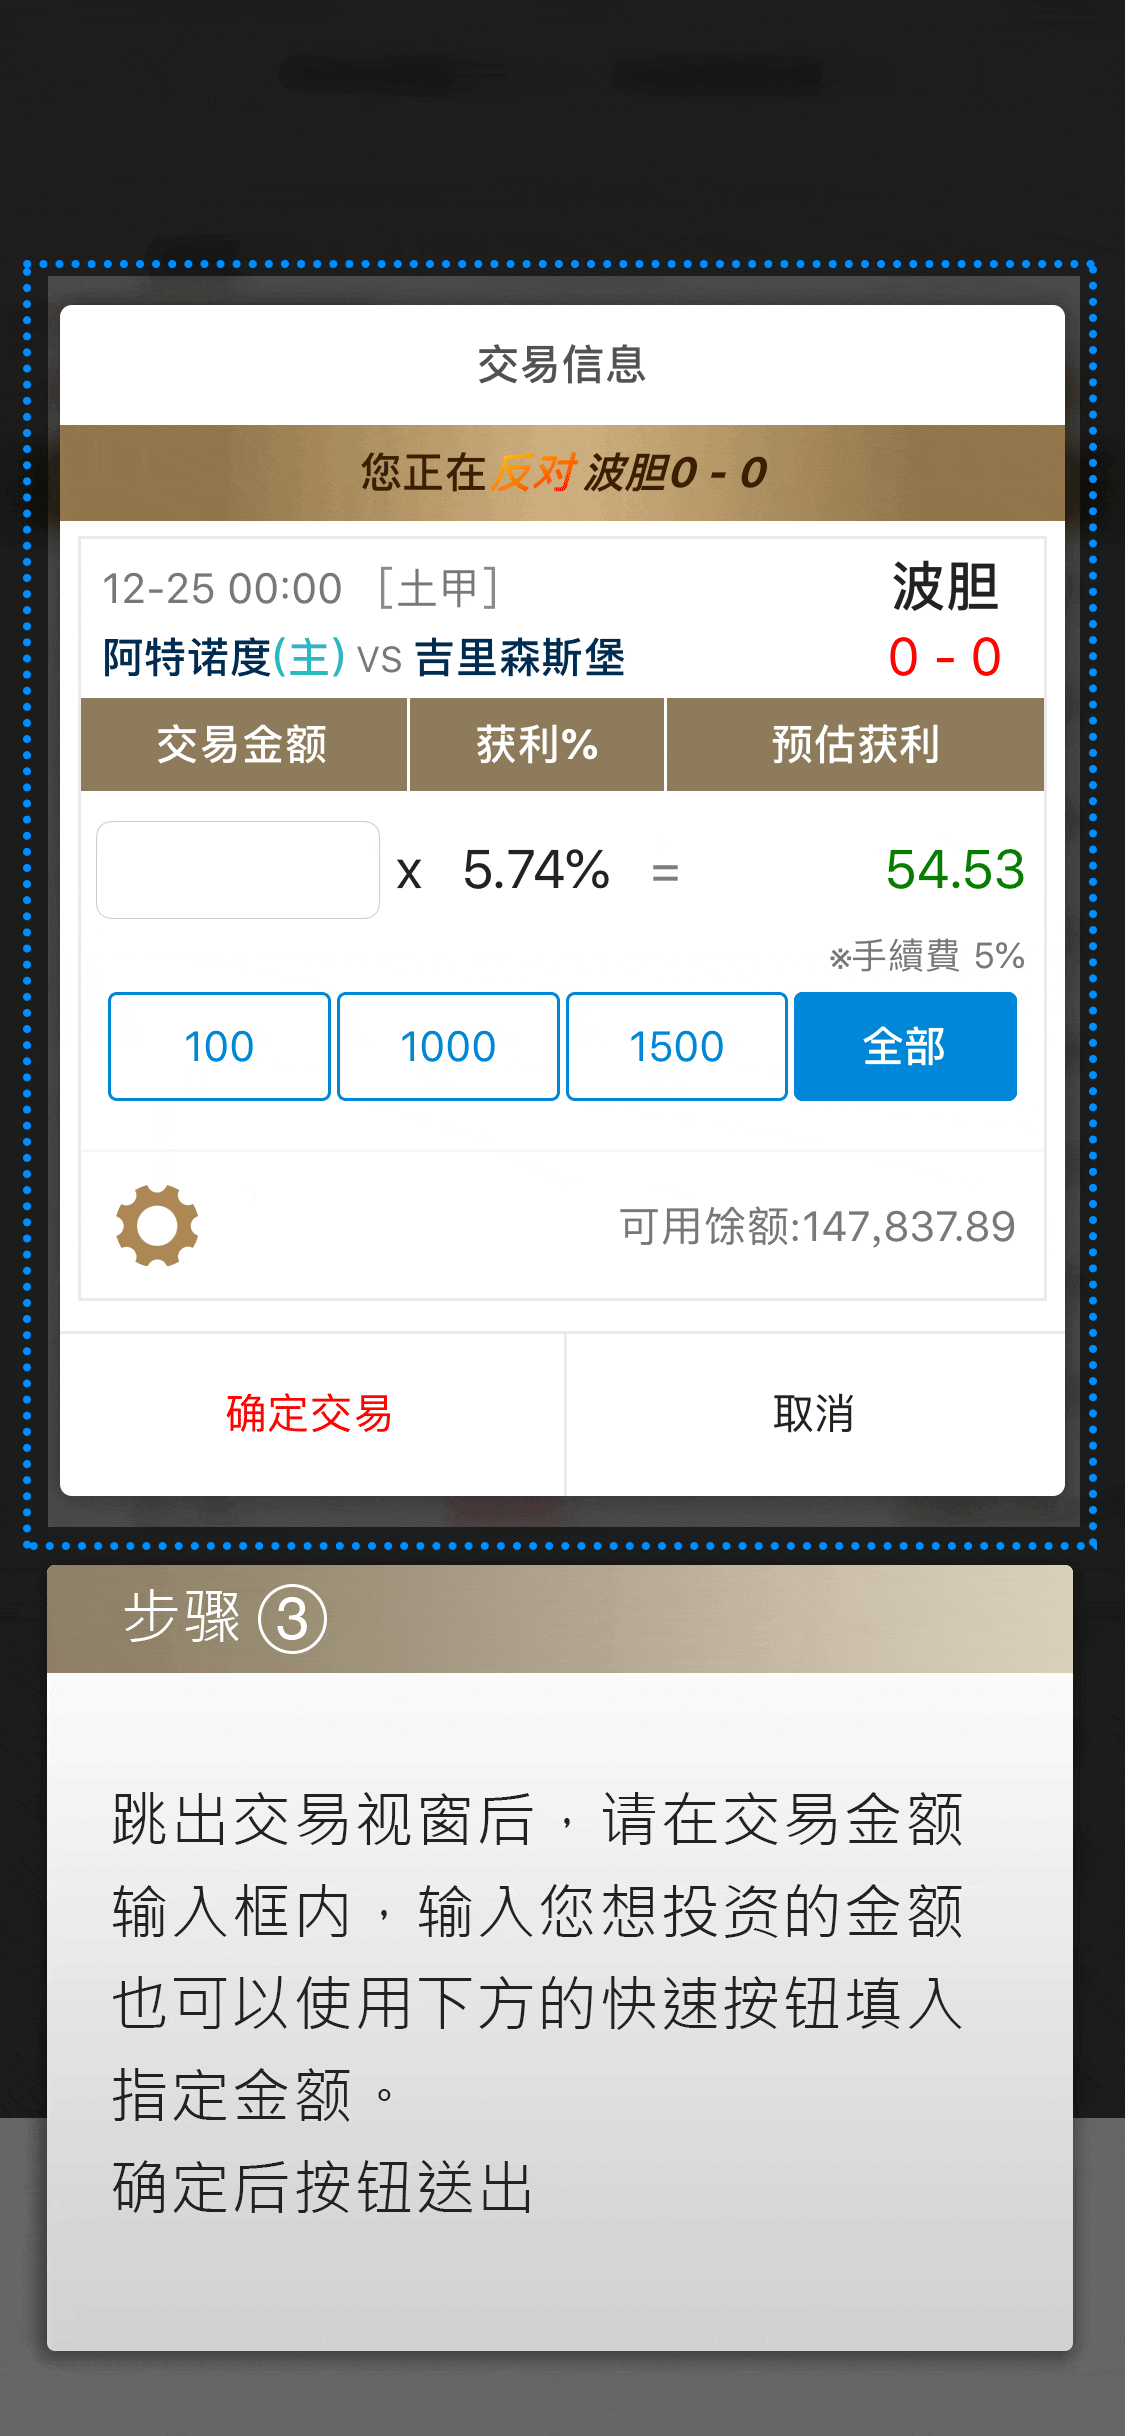 交易信息
您正在反对 波胆0 - 0
12-25 00:00 [土甲]
波胆
阿特诺度(主) VS 吉里森斯堡
0 - 0
交易金额 获利% 预估获利
x 5.74% = 54.53
※手續費 5%
100 1000 1500 全部
可用馀额:147,837.89
确定交易 取消
步骤 ③
跳出交易视窗后，请在交易金额
输入框内，输入您想投资的金额
也可以使用下方的快速按钮填入
指定金额。
确定后按钮送出